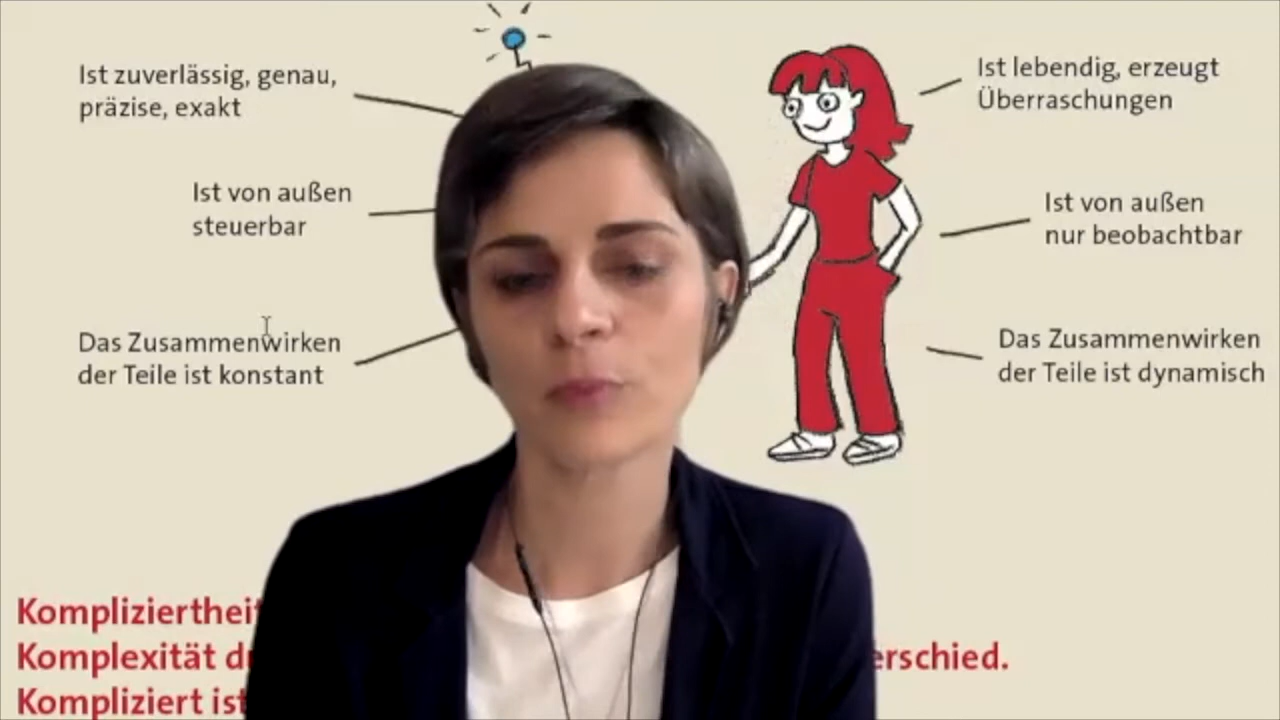 Ist zuverlässig, genau,
präzise, exakt
Ist von außen
steuerbar
Das Zusammenwirken
der Teile ist konstant
Ist lebendig, erzeugt
Überraschungen
Ist von außen
nur beobachtbar
Das Zusammenwirken
der Teile ist dynamisch
Kompliziertheit
Komplexität
Kompliziert ist